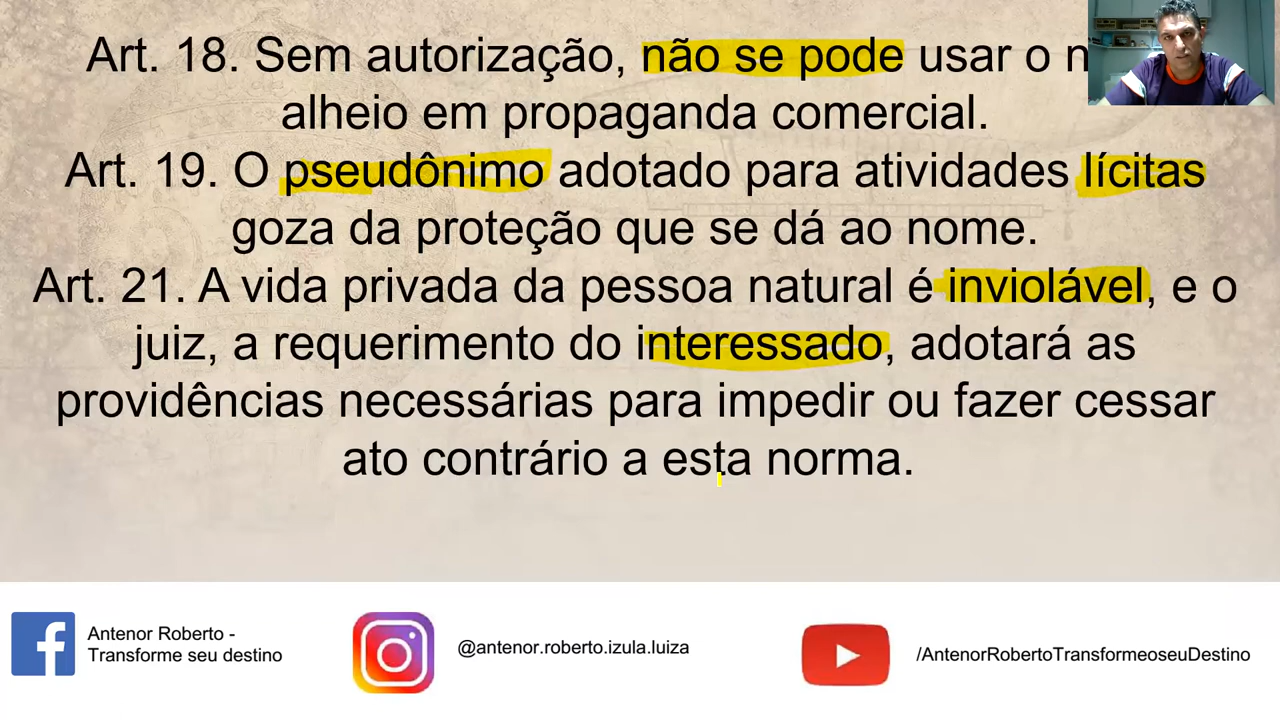 Art. 18. Sem autorização, não se pode usar o
alheio em propaganda comercial.
Art. 19. O pseudônimo adotado para atividades lícitas
goza da proteção que se dá ao nome.
Art. 21. A vida privada da pessoa natural é inviolável, e o
juiz, a requerimento do interessado, adotará as
providências necessárias para impedir ou fazer cessar
ato contrário a esta norma.
Antenor Roberto -
Transforme seu destino
@antenor.roberto.izula.luiza
/AntenorRobertoTransformeoseuDestino